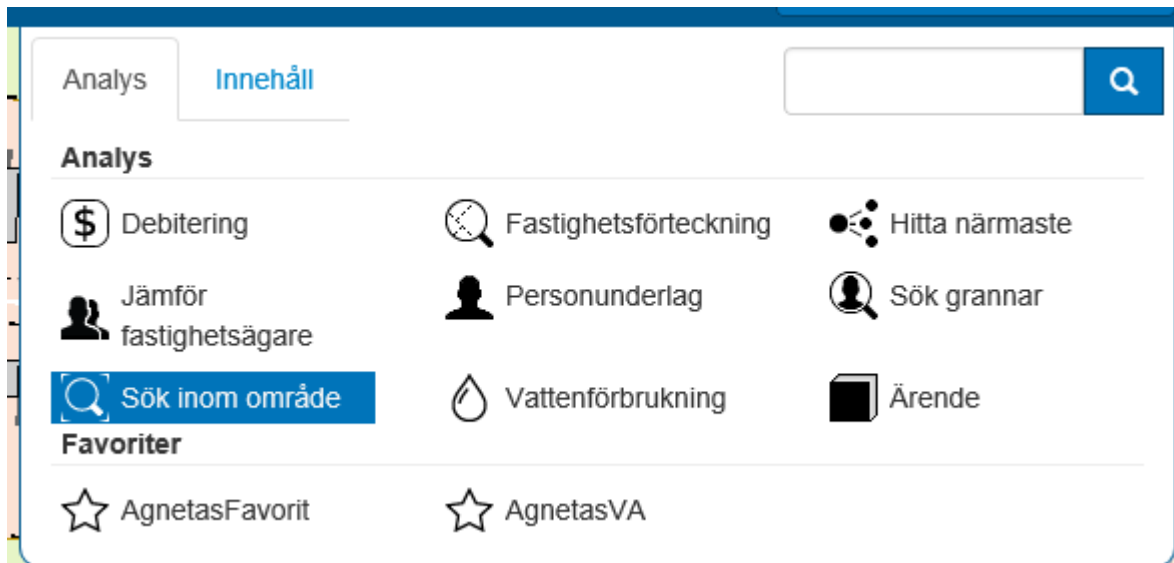 Analys Innehåll
Analys
Debitering Fastighetsförteckning Hitta närmaste
Jämför
fastighetsägare
Personunderlag Sök grannar
Sök inom område Vattenförbrukning Ärende
Favoriter
AgnetasFavorit AgnetasVA